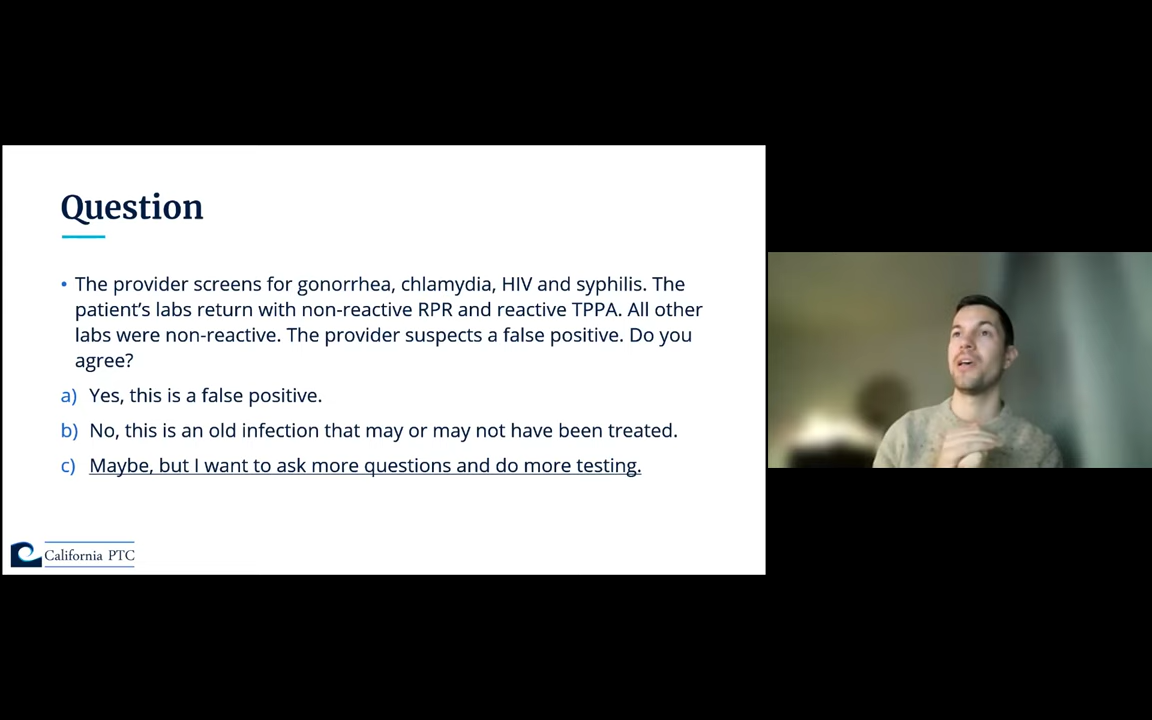 Question
• The provider screens for gonorrhea, chlamydia, HIV and syphilis. The
patient’s labs return with non-reactive RPR and reactive TPPA. All other
labs were non-reactive. The provider suspects a false positive. Do you
agree?
a) Yes, this is a false positive.
b) No, this is an old infection that may or may not have been treated.
c) Maybe, but I want to ask more questions and do more testing.
California PTC